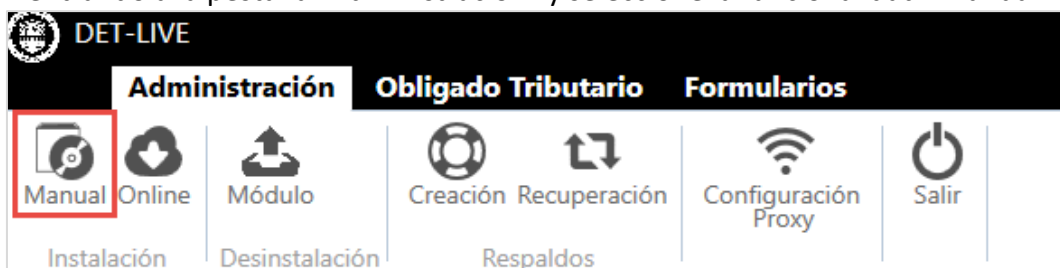 DET-LIVE
Administración Obligado Tributario Formularios
Manual Online Módulo Creación Recuperación Configuración Proxy Salir
Instalación Desinstalación Respaldos